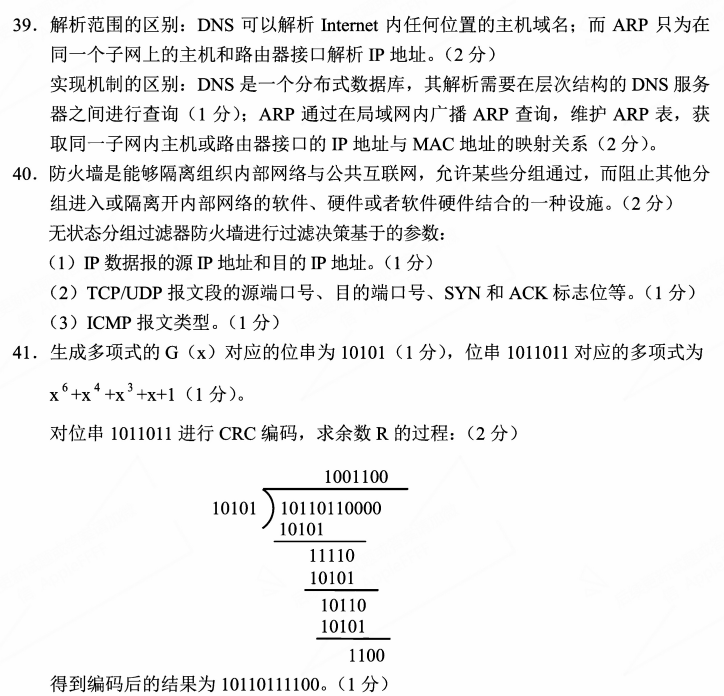 39．解析范围的区别：DNS 可以解析 Internet 内任何位置的主机域名；而 ARP 只为在
同一个子网上的主机和路由器接口解析 IP 地址。（2 分）
实现机制的区别：DNS 是一个分布式数据库，其解析需要在层次结构的 DNS 服务
器之间进行查询（1 分）；ARP 通过在局域网内广播 ARP 查询，维护 ARP 表，获
取同一子网内主机或路由器接口的 IP 地址与 MAC 地址的映射关系（2 分）。
40．防火墙是能够隔离组织内部网络与公共互联网，允许某些分组通过，而阻止其他分
组进入或隔离开内部网络的软件、硬件或者软件硬件结合的一种设施。（2 分）
无状态分组过滤器防火墙进行过滤决策基于的参数：
（1）IP 数据报的源 IP 地址和目的 IP 地址。（1 分）
（2）TCP/UDP 报文段的源端口号、目的端口号、SYN 和 ACK 标志位等。（1 分）
（3）ICMP 报文类型。（1 分）
41．生成多项式的 G（x）对应的位串为 10101（1 分），位串 1011011 对应的多项式为
x⁶+x⁴+x³+x+1（1 分）。
对位串 1011011 进行 CRC 编码，求余数 R 的过程：（2 分）
1001100
10101 ) 10110110000
10101
11110
10101
10110
10101
1100
得到编码后的结果为 10110111100。（1 分）